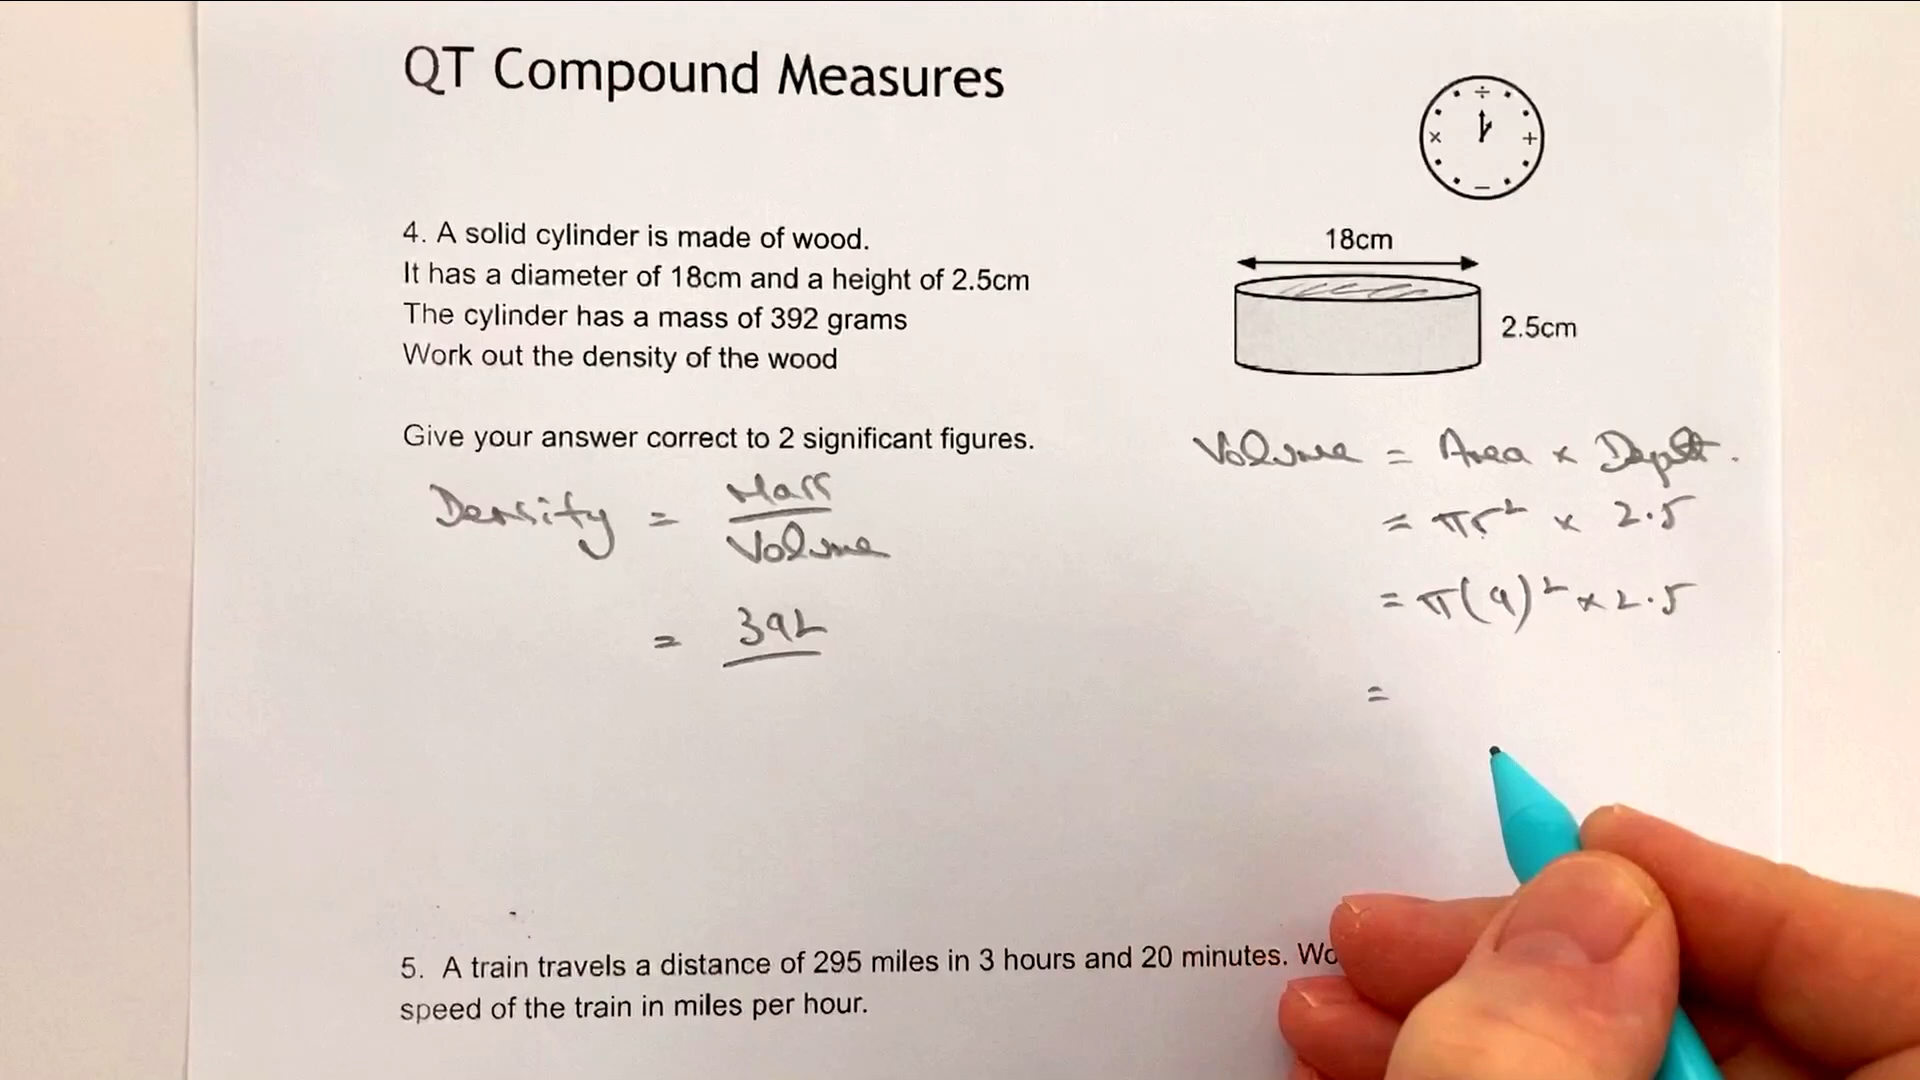 QT Compound Measures
÷
× +
−
4. A solid cylinder is made of wood.
It has a diameter of 18cm and a height of 2.5cm
The cylinder has a mass of 392 grams
Work out the density of the wood
18cm
2.5cm
Give your answer correct to 2 significant figures.
Density = Mass / Volume
= 392
Volume = Area × Depth.
= πr² × 2.5
= π(9)² × 2.5
=
5. A train travels a distance of 295 miles in 3 hours and 20 minutes.
speed of the train in miles per hour.